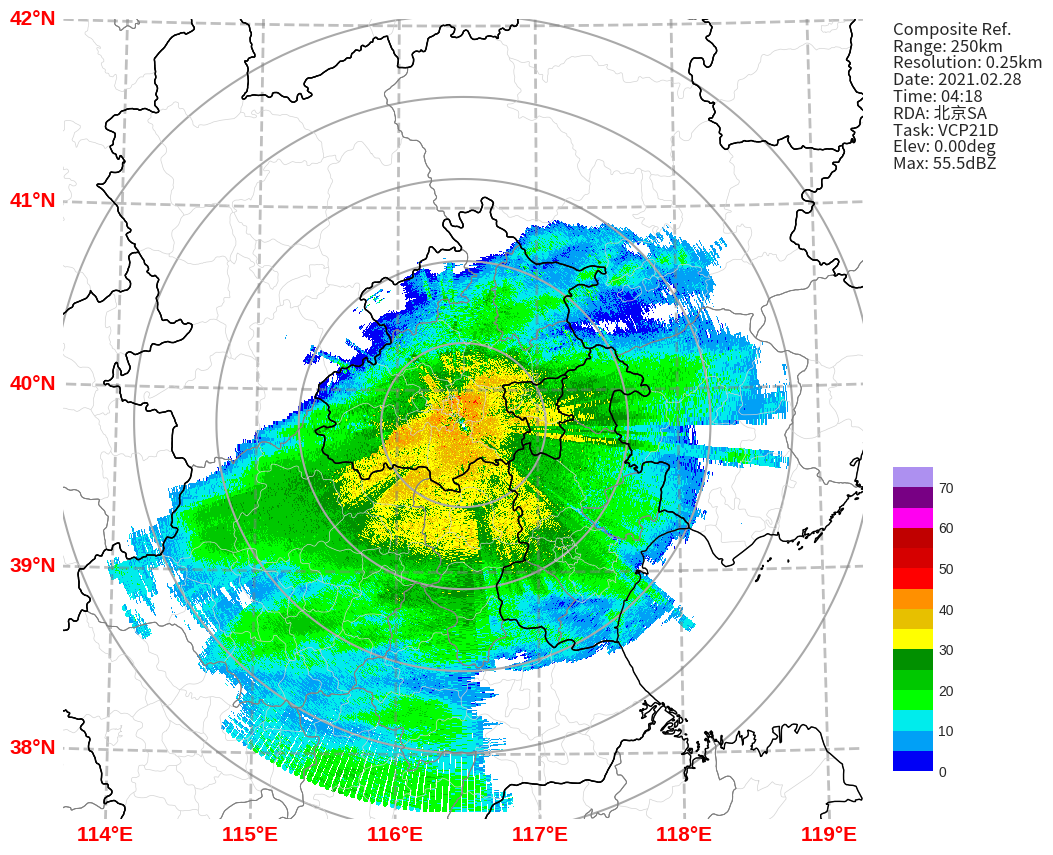 42°N
41°N
40°N
39°N
38°N
114°E 115°E 116°E 117°E 118°E 119°E
Composite Ref.
Range: 250km
Resolution: 0.25km
Date: 2021.02.28
Time: 04:18
RDA: 北京SA
Task: VCP21D
Elev: 0.00deg
Max: 55.5dBZ
70
60
50
40
30
20
10
0